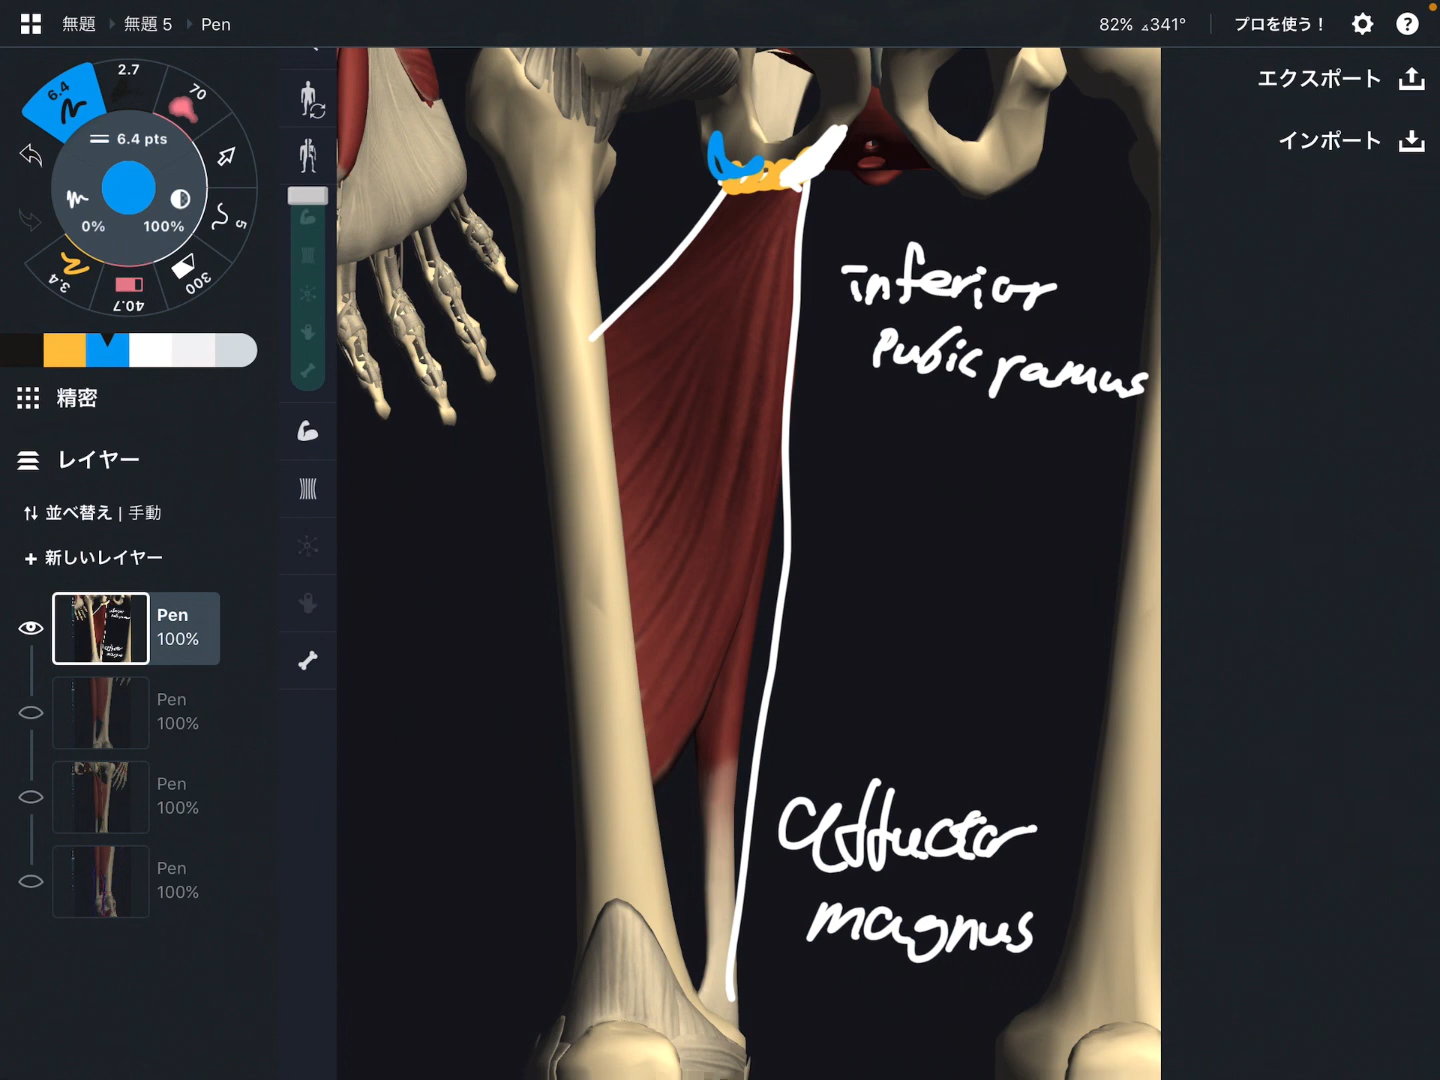 無題 無題 5 Pen
82% ⊿341° プロを使う！
エクスポート
インポート
2.7
6.4
70
6.4 pts
0% 100%
5
3.4
40.7
300
精密
レイヤー
並べ替え | 手動
+ 新しいレイヤー
Pen
100%
Pen
100%
Pen
100%
Pen
100%
inferior
pubic ramus
adductor
magnus